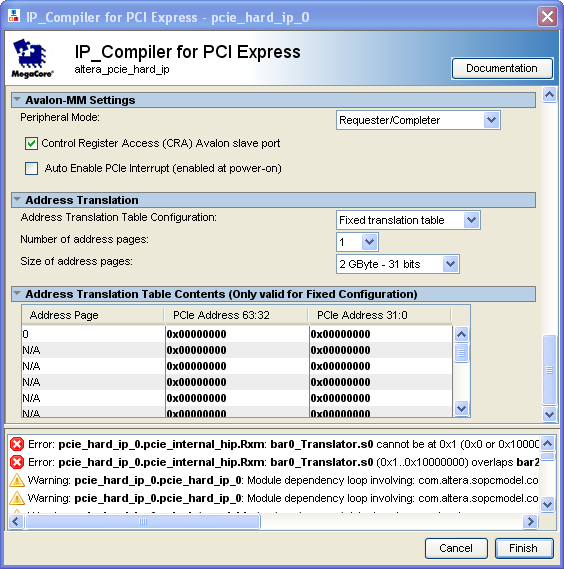 IP_Compiler for PCI Express - pcie_hard_ip_0
IP_Compiler for PCI Express
altera_pcie_hard_ip
MegaCore®
Documentation
Avalon-MM Settings
Peripheral Mode: Requester/Completer
Control Register Access (CRA) Avalon slave port
Auto Enable PCIe Interrupt (enabled at power-on)
Address Translation
Address Translation Table Configuration: Fixed translation table
Number of address pages: 1
Size of address pages: 2 GByte - 31 bits
Address Translation Table Contents (Only valid for Fixed Configuration)
Address Page PCIe Address 63:32 PCIe Address 31:0
0 0x00000000 0x00000000
N/A 0x00000000 0x00000000
N/A 0x00000000 0x00000000
N/A 0x00000000 0x00000000
N/A 0x00000000 0x00000000
N/A 0x00000000 0x00000000
Error: pcie_hard_ip_0.pcie_internal_hip.Rxm: bar0_Translator.s0 cannot be at 0x1 (0x0 or 0x10000
Error: pcie_hard_ip_0.pcie_internal_hip.Rxm: bar0_Translator.s0 (0x1..0x10000000) overlaps bar2
Warning: pcie_hard_ip_0.pcie_hard_ip_0: Module dependency loop involving: com.altera.sopcmodel.co
Warning: pcie_hard_ip_0.pcie_hard_ip_0: Module dependency loop involving: com.altera.sopcmodel.co
Cancel Finish